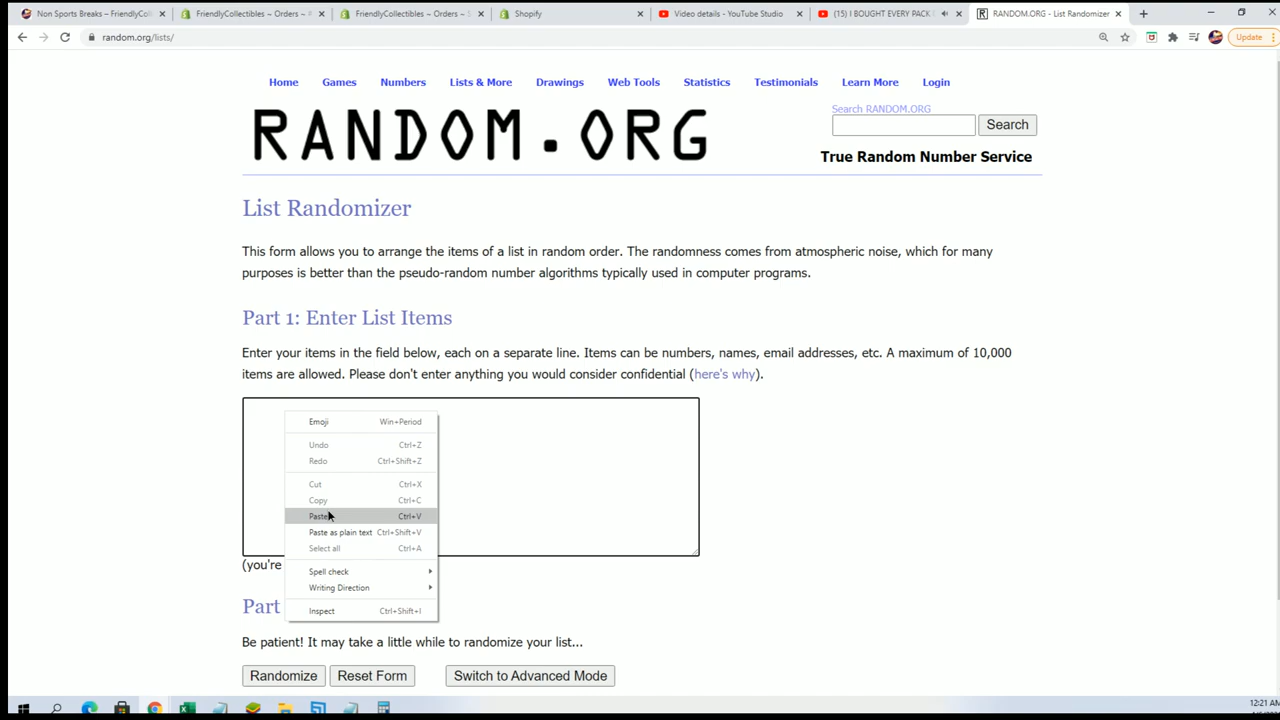 Non Sports Breaks – FriendlyColl
FriendlyCollectibles ~ Orders ~ #
FriendlyCollectibles ~ Orders ~ S
Shopify
Video details - YouTube Studio
(15) I BOUGHT EVERY PACK
RANDOM.ORG - List Randomizer
random.org/lists/
Update
Home
Games
Numbers
Lists & More
Drawings
Web Tools
Statistics
Testimonials
Learn More
Login
RANDOM.ORG
Search RANDOM.ORG
Search
True Random Number Service
List Randomizer
This form allows you to arrange the items of a list in random order. The randomness comes from atmospheric noise, which for many
purposes is better than the pseudo-random number algorithms typically used in computer programs.
Part 1: Enter List Items
Enter your items in the field below, each on a separate line. Items can be numbers, names, email addresses, etc. A maximum of 10,000
items are allowed. Please don't enter anything you would consider confidential (here's why).
Emoji Win+Period
Undo Ctrl+Z
Redo Ctrl+Shift+Z
Cut Ctrl+X
Copy Ctrl+C
Paste Ctrl+V
Paste as plain text Ctrl+Shift+V
Select all Ctrl+A
Spell check
Writing Direction
Inspect Ctrl+Shift+I
(you're
Part
Be patient! It may take a little while to randomize your list...
Randomize
Reset Form
Switch to Advanced Mode
12:21 AM